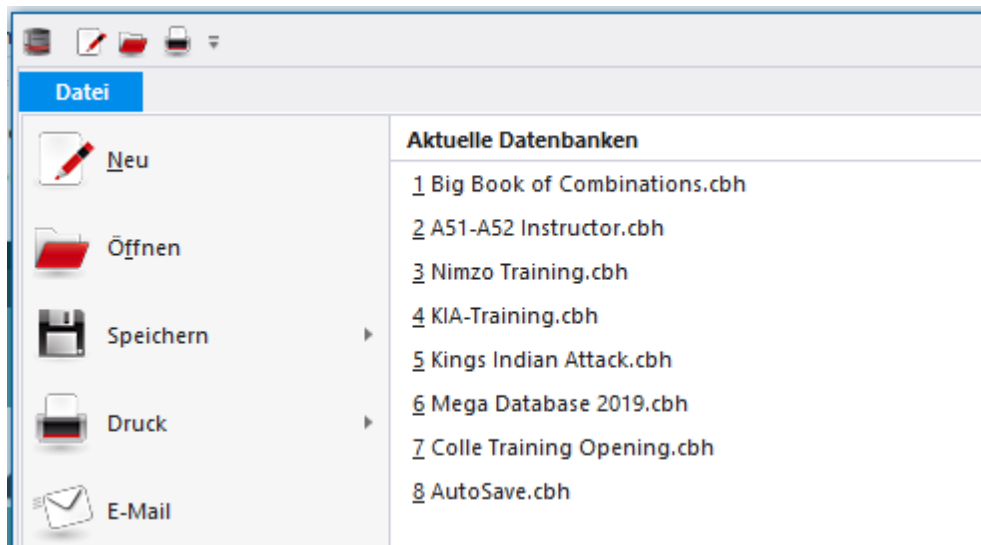 Datei
Neu
Öffnen
Speichern
Druck
E-Mail
Aktuelle Datenbanken
1 Big Book of Combinations.cbh
2 A51-A52 Instructor.cbh
3 Nimzo Training.cbh
4 KIA-Training.cbh
5 Kings Indian Attack.cbh
6 Mega Database 2019.cbh
7 Colle Training Opening.cbh
8 AutoSave.cbh